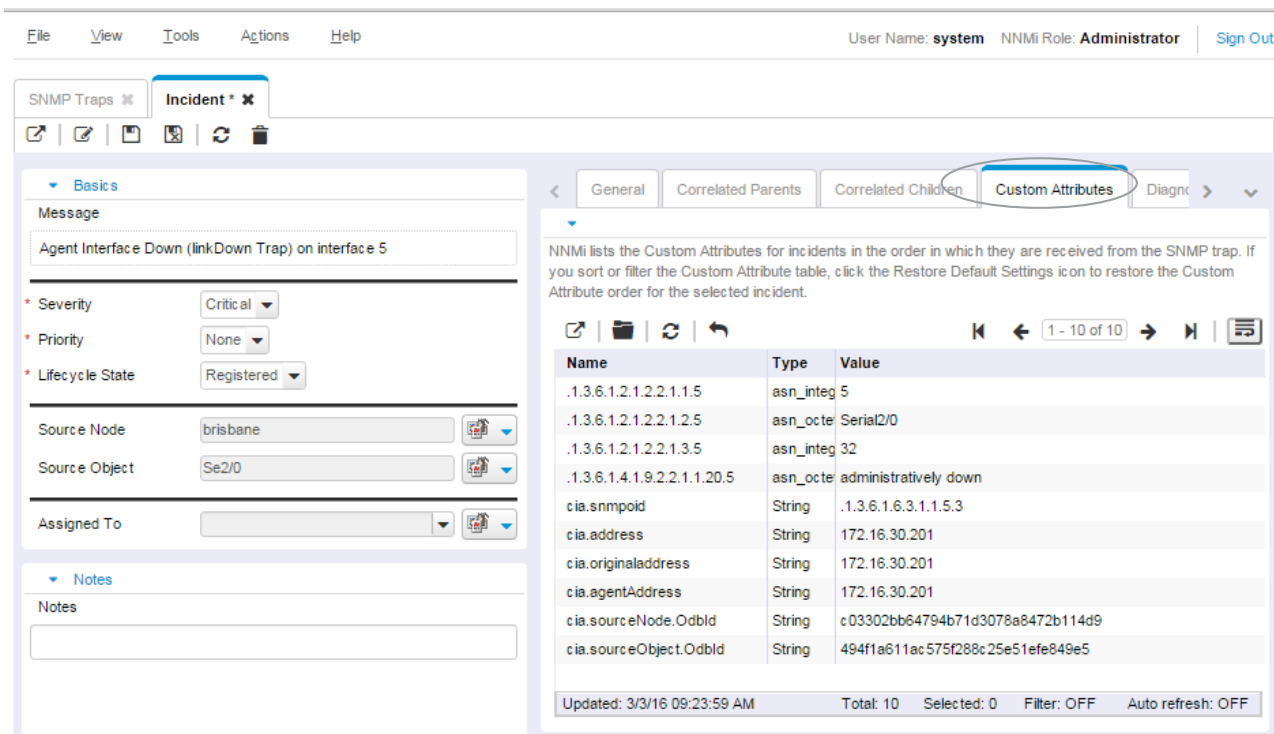 File View Tools Actions Help User Name: system NNMi Role: Administrator Sign Out
SNMP Traps Incident *
Basics
Message
Agent Interface Down (linkDown Trap) on interface 5
* Severity Critical
* Priority None
* Lifecycle State Registered
Source Node brisbane
Source Object Se2/0
Assigned To
Notes
Notes
General Correlated Parents Correlated Children Custom Attributes Diagno
NNMi lists the Custom Attributes for incidents in the order in which they are received from the SNMP trap. If
you sort or filter the Custom Attribute table, click the Restore Default Settings icon to restore the Custom
Attribute order for the selected incident.
1 - 10 of 10
Name Type Value
.1.3.6.1.2.1.2.2.1.1.5 asn_integ 5
.1.3.6.1.2.1.2.2.1.2.5 asn_octet Serial2/0
.1.3.6.1.2.1.2.2.1.3.5 asn_integ 32
.1.3.6.1.4.1.9.2.2.1.1.20.5 asn_octet administratively down
cia.snmpoid String .1.3.6.1.6.3.1.1.5.3
cia.address String 172.16.30.201
cia.originaladdress String 172.16.30.201
cia.agentAddress String 172.16.30.201
cia.sourceNode.OdbId String c03302bb64794b71d3078a8472b114d9
cia.sourceObject.OdbId String 494f1a611ac575f288c25e51efe849e5
Updated: 3/3/16 09:23:59 AM Total: 10 Selected: 0 Filter: OFF Auto refresh: OFF